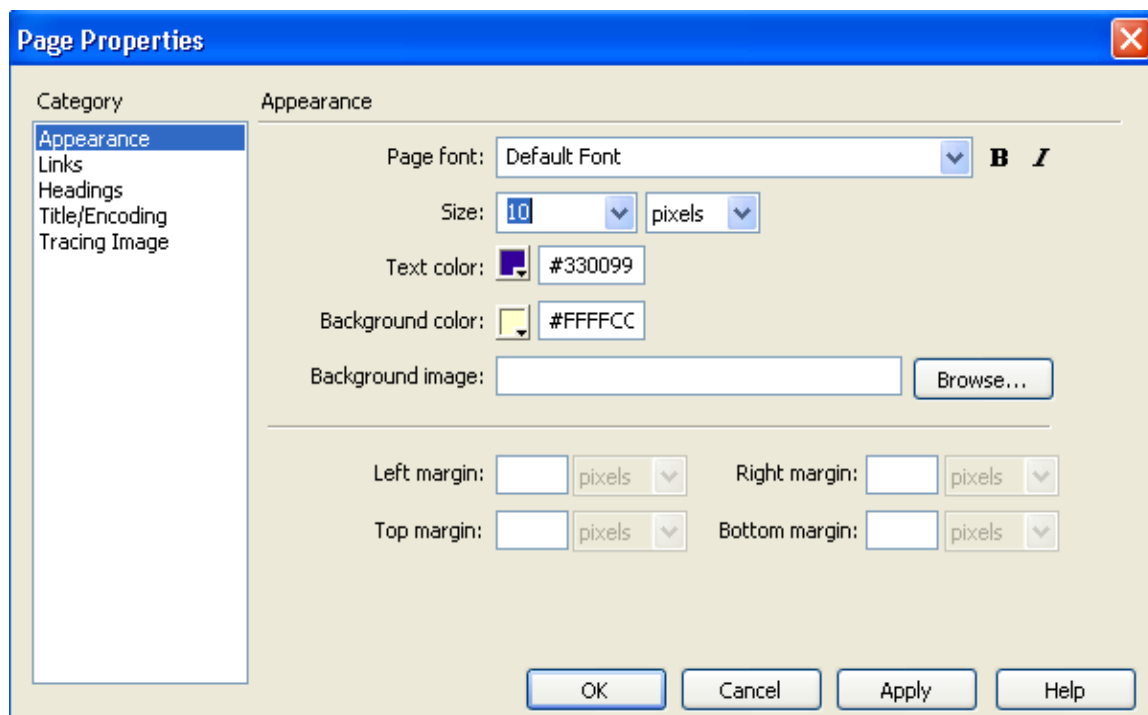 Page Properties
Category
Appearance
Links
Headings
Title/Encoding
Tracing Image
Appearance
Page font: Default Font B I
Size: 10 pixels
Text color: #330099
Background color: #FFFFCC
Background image: Browse...
Left margin: pixels Right margin: pixels
Top margin: pixels Bottom margin: pixels
OK Cancel Apply Help